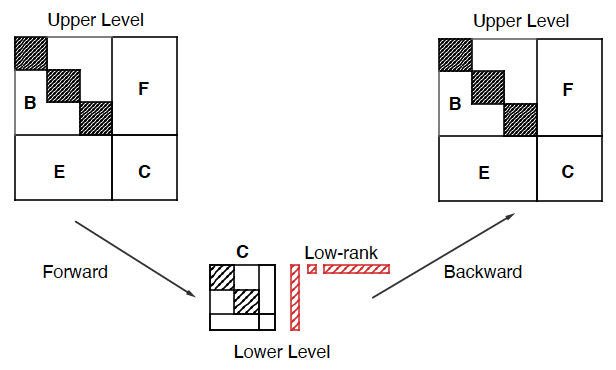 Upper Level
Upper Level
B
F
E
C
B
F
E
C
Forward
C
Low-rank
Backward
Lower Level